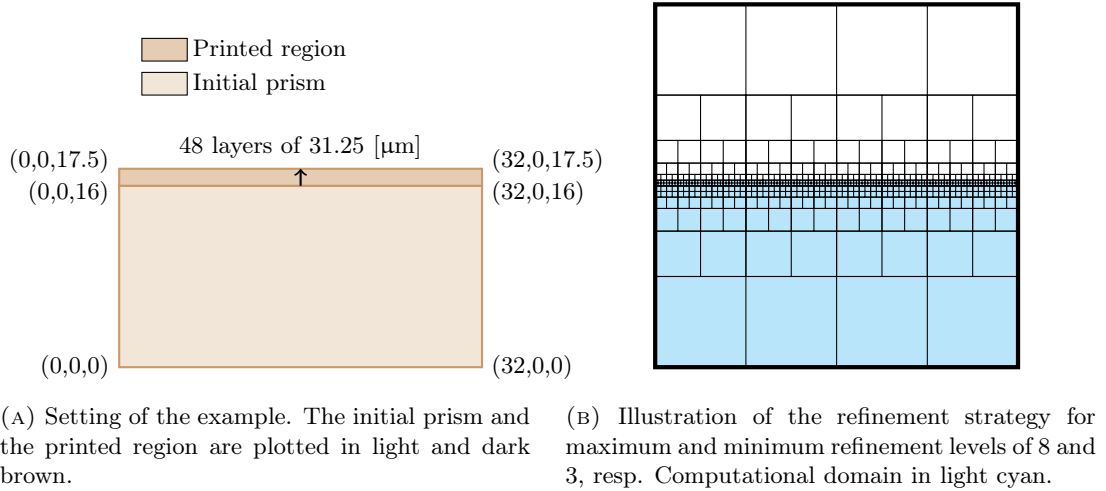 Printed region
Initial prism
48 layers of 31.25 [µm]
(0,0,17.5)
(32,0,17.5)
(0,0,16)
(32,0,16)
(0,0,0)
(32,0,0)
(A) Setting of the example. The initial prism and
the printed region are plotted in light and dark
brown.
(B) Illustration of the refinement strategy for
maximum and minimum refinement levels of 8 and
3, resp. Computational domain in light cyan.